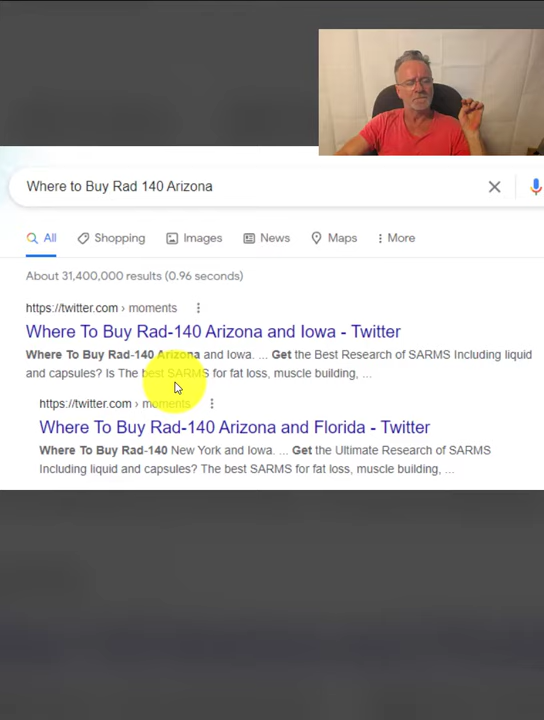 Where to Buy Rad 140 Arizona
All Shopping Images News Maps More
About 31,400,000 results (0.96 seconds)
https://twitter.com › moments
Where To Buy Rad-140 Arizona and Iowa - Twitter
Where To Buy Rad-140 Arizona and Iowa. ... Get the Best Research of SARMS Including liquid
and capsules? Is The best SARMS for fat loss, muscle building, ...
https://twitter.com › moments
Where To Buy Rad-140 Arizona and Florida - Twitter
Where To Buy Rad-140 New York and Iowa. ... Get the Ultimate Research of SARMS
Including liquid and capsules? The best SARMS for fat loss, muscle building, ...